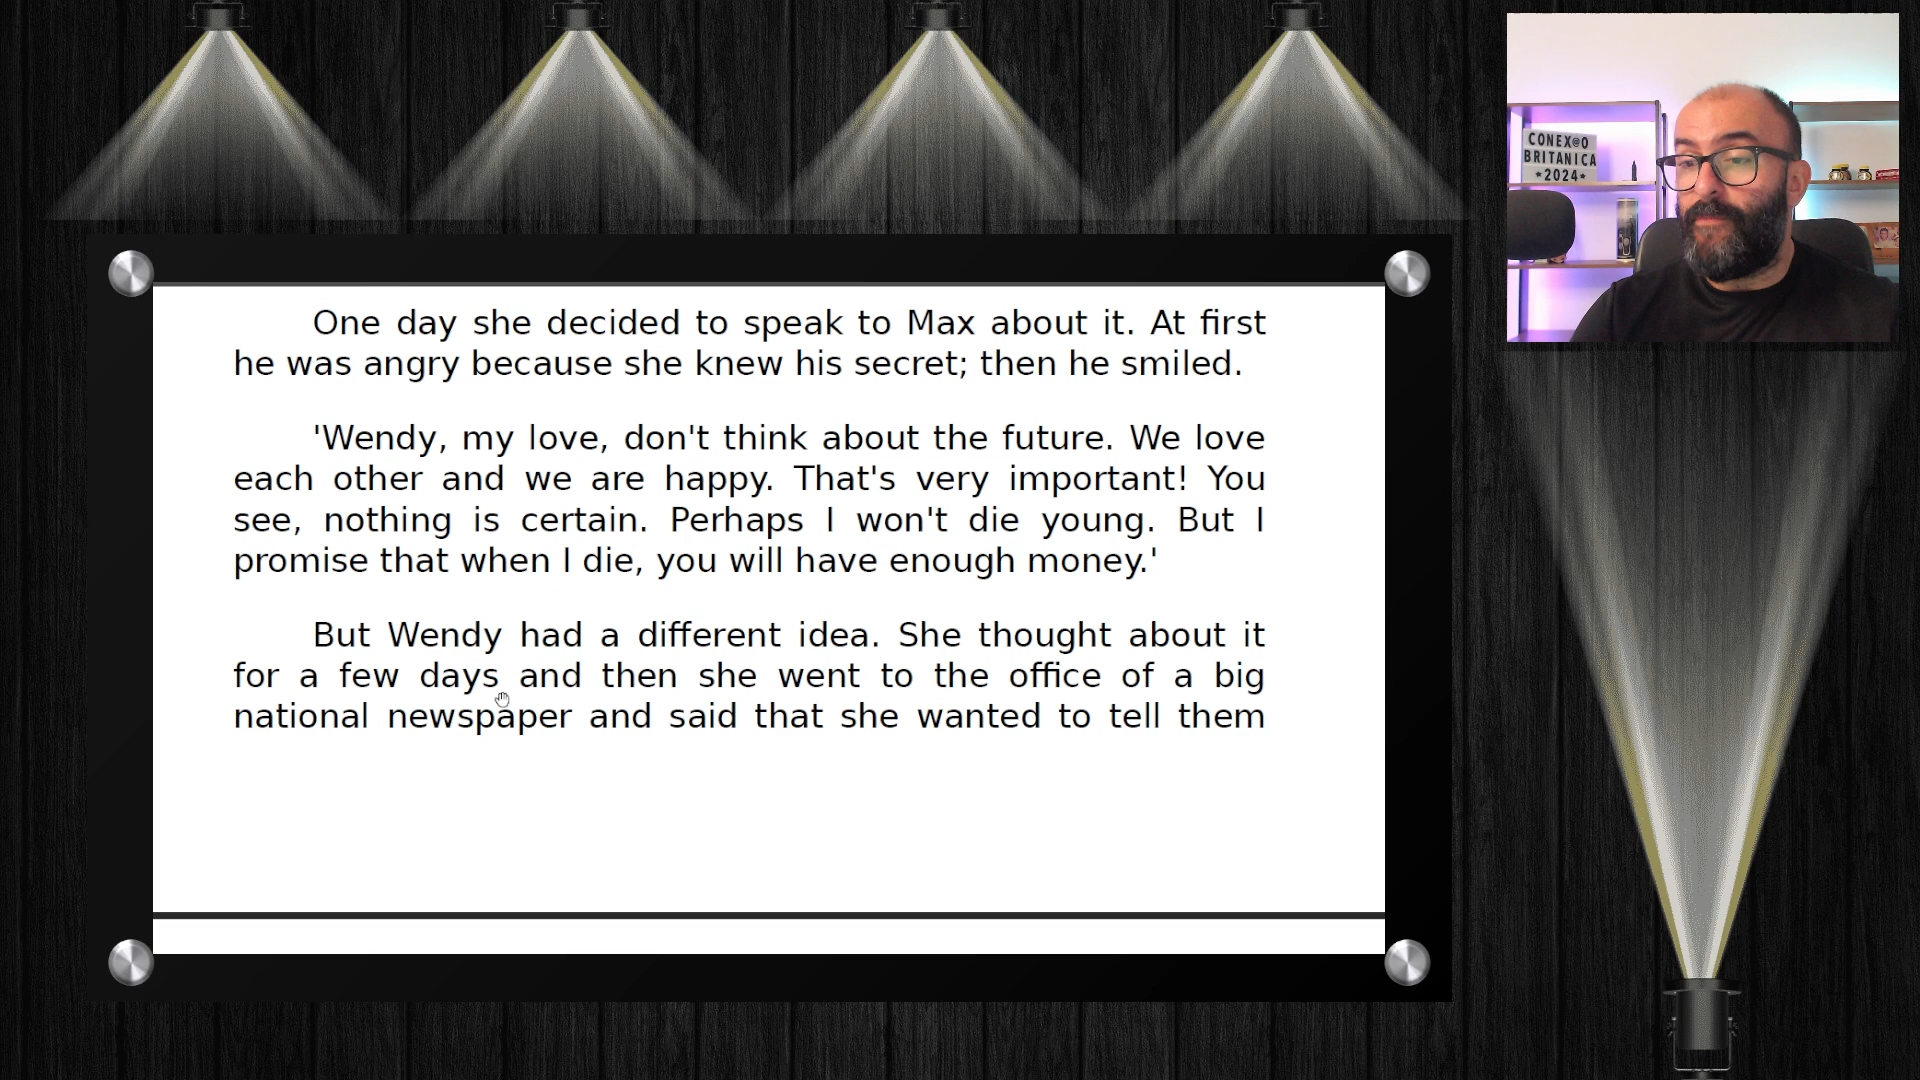 One day she decided to speak to Max about it. At first
he was angry because she knew his secret; then he smiled.
'Wendy, my love, don't think about the future. We love
each other and we are happy. That's very important! You
see, nothing is certain. Perhaps I won't die young. But I
promise that when I die, you will have enough money.'
But Wendy had a different idea. She thought about it
for a few days and then she went to the office of a big
national newspaper and said that she wanted to tell them
CONEX@O
BRITANICA
*2024*